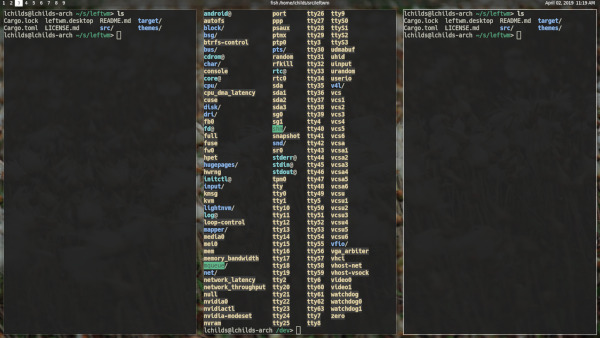 1 2 3 4 5 6 7 8 9
fish /home/lchilds/src/leftwm
April 02, 2019 11:19 AM
lchilds@lchilds-arch ~/s/leftwm> ls
Cargo.lock leftwm.desktop README.md target/
Cargo.toml LICENSE.md src/ themes/
lchilds@lchilds-arch ~/s/leftwm>
android@ port tty29 tty9
autofs ppp tty27 ttyS0
block/ psaux tty28 ttyS1
bsg/ ptmx tty29 ttyS2
btrfs-control ptp0 tty3 ttyS3
bus/ pts/ tty30 udmabuf
cdrom@ random tty31 uhid
char/ rfkill tty32 uinput
console rtc@ tty33 urandom
core@ rtc0 tty34 userio
cpu/ sda tty35 v4l/
cpu_dma_latency sda1 tty36 vcs
cuse sda2 tty37 vcs1
disk/ sda3 tty38 vcs2
dri/ sg0 tty39 vcs3
fb0 sg1 tty4 vcs4
fd@ shm/ tty40 vcs5
full snapshot tty41 vcs6
fuse snd/ tty42 vcsa
fw0 sr0 tty43 vcsa1
hpet stderr@ tty44 vcsa2
hugepages/ stdin@ tty45 vcsa3
hwrng stdout@ tty46 vcsa4
initctl@ tpm0 tty47 vcsa5
input/ tty tty48 vcsa6
kmsg tty0 tty49 vcsu
kvm tty1 tty5 vcsu1
lightnvm/ tty10 tty50 vcsu2
log@ tty11 tty51 vcsu3
loop-control tty12 tty52 vcsu4
mapper/ tty13 tty53 vcsu5
media0 tty14 tty54 vcsu6
mei0 tty15 tty55 vfio/
mem tty16 tty56 vga_arbiter
memory_bandwidth tty17 tty57 vhci
mqueue/ tty18 tty58 vhost-net
net/ tty19 tty59 vhost-vsock
network_latency tty2 tty6 video0
network_throughput tty20 tty60 video1
null tty21 tty61 watchdog
nvidia0 tty22 tty62 watchdog0
nvidiactl tty23 tty63 watchdog1
nvidia-modeset tty24 tty7 zero
nvram tty25 tty8
lchilds@lchilds-arch /dev>
lchilds@lchilds-arch ~/s/leftwm> ls
Cargo.lock leftwm.desktop README.md target/
Cargo.toml LICENSE.md src/ themes/
lchilds@lchilds-arch ~/s/leftwm>